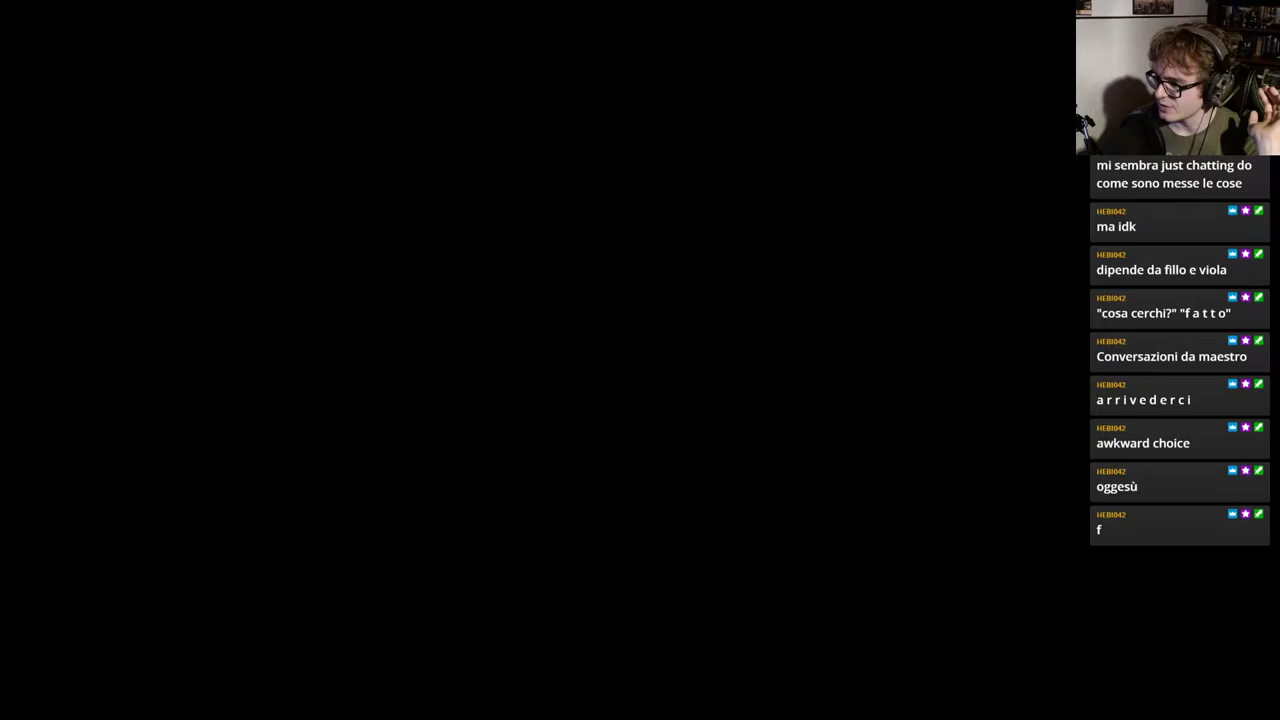 mi sembra just chatting do
come sono messe le cose
HEBI042
ma idk
HEBI042
dipende da fillo e viola
HEBI042
"cosa cerchi?" "f a t t o"
HEBI042
Conversazioni da maestro
HEBI042
a r r i v e d e r c i
HEBI042
awkward choice
HEBI042
oggesù
HEBI042
f